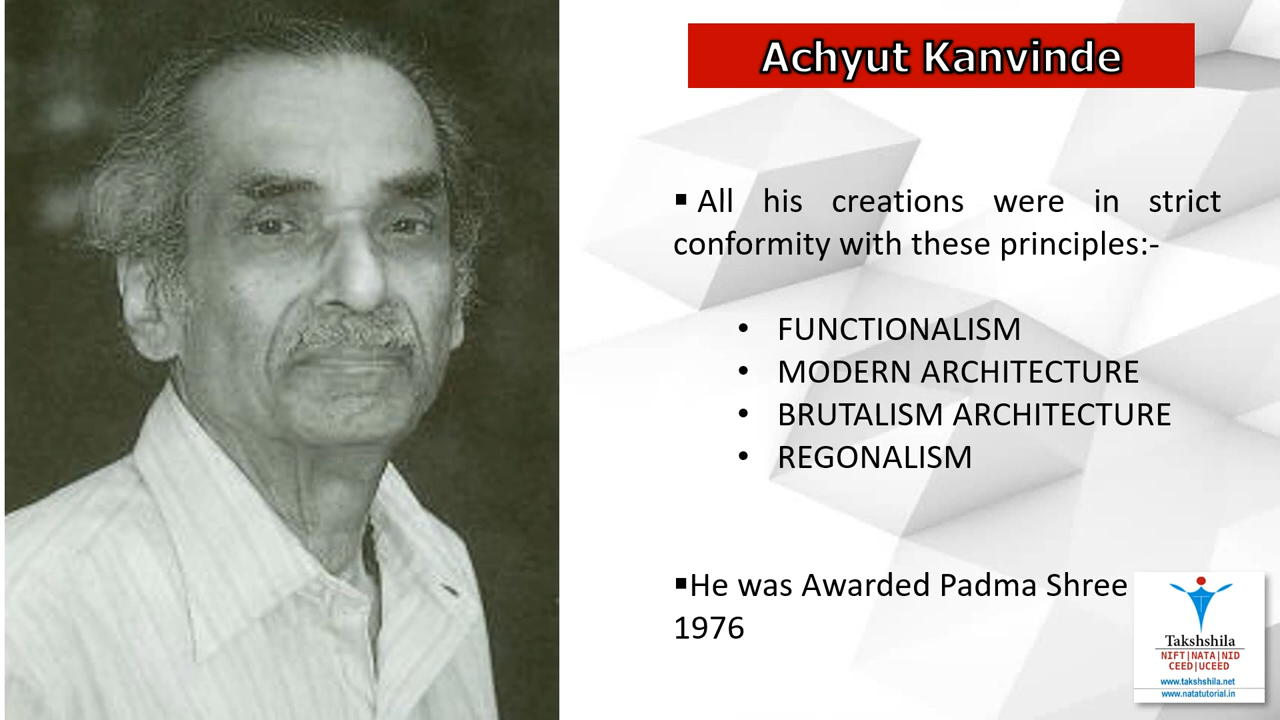 Achyut Kanvinde
▪ All his creations were in strict
conformity with these principles:-
• FUNCTIONALISM
• MODERN ARCHITECTURE
• BRUTALISM ARCHITECTURE
• REGONALISM
▪He was Awarded Padma Shree
1976
Takshshila
NIFT|NATA|NID
CEED|UCEED
www.takshshila.net
www.natatutorial.in